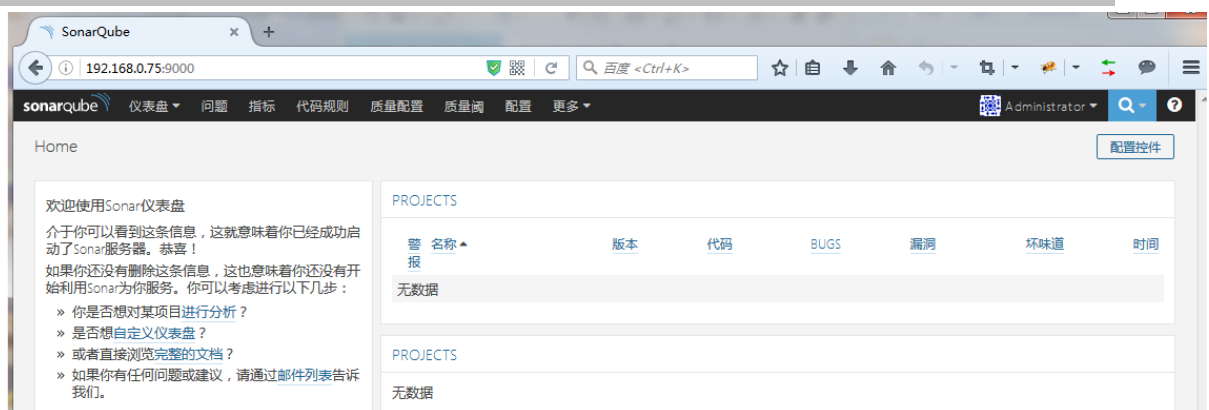 SonarQube
192.168.0.75:9000
百度 <Ctrl+K>
sonarqube 仪表盘 问题 指标 代码规则 质量配置 质量阈 配置 更多 Administrator
Home
配置控件
欢迎使用Sonar仪表盘
介于你可以看到这条信息，这就意味着你已经成功启
动了Sonar服务器。恭喜！
如果你还没有删除这条信息，这也意味着你还没有开
始利用Sonar为你服务。你可以考虑进行以下几步：
» 你是否想对某项目进行分析？
» 是否想自定义仪表盘？
» 或者直接浏览完整的文档？
» 如果你有任何问题或建议，请通过邮件列表告诉
我们。
PROJECTS
警 名称 版本 代码 BUGS 漏洞 坏味道 时间
报
无数据
PROJECTS
无数据